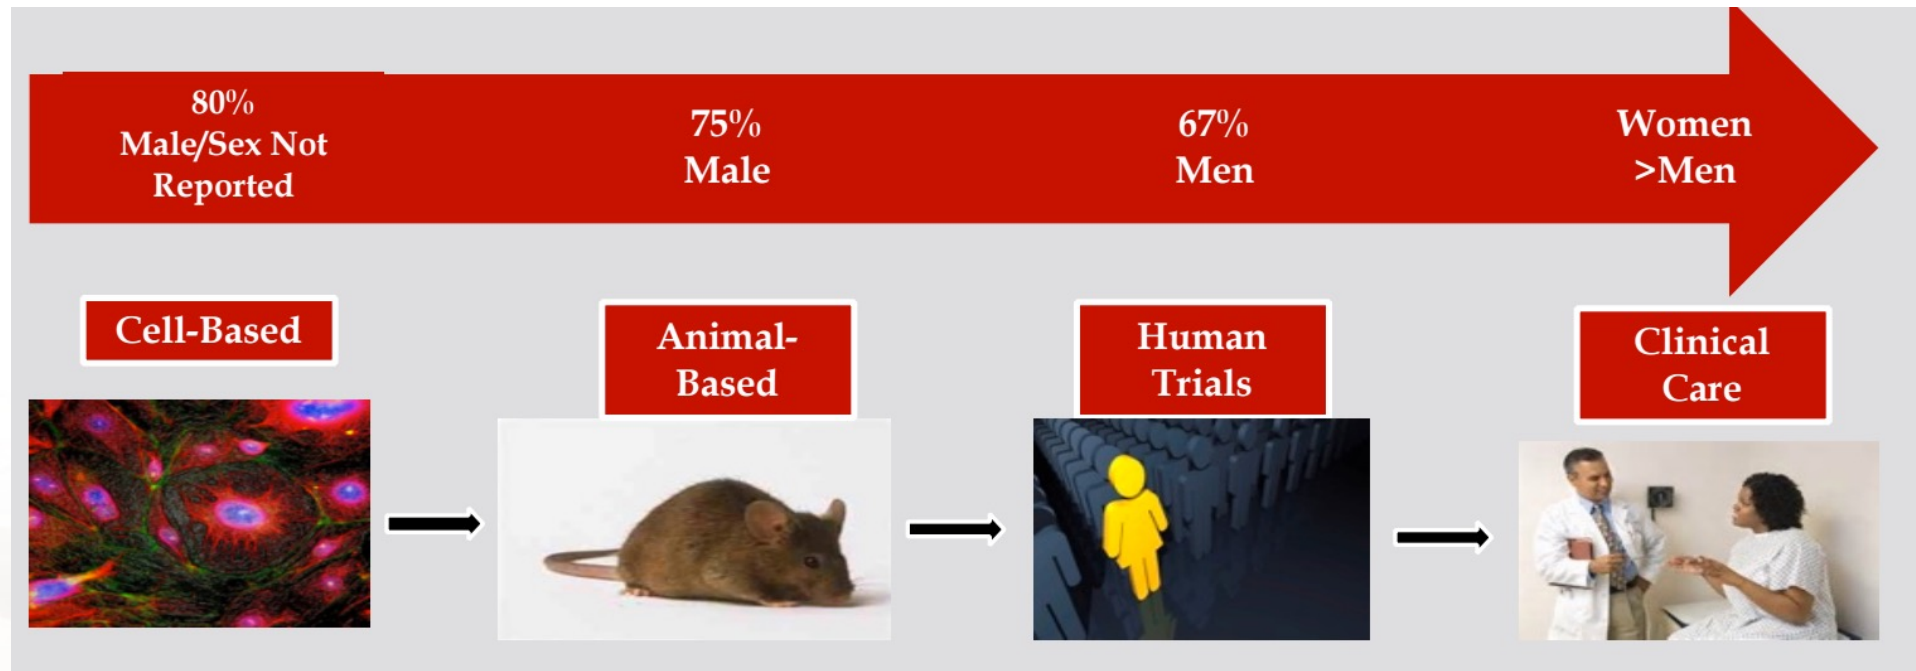 80%
Male/Sex Not
Reported
75%
Male
67%
Men
Women
>Men
Cell-Based
Animal-
Based
Human
Trials
Clinical
Care